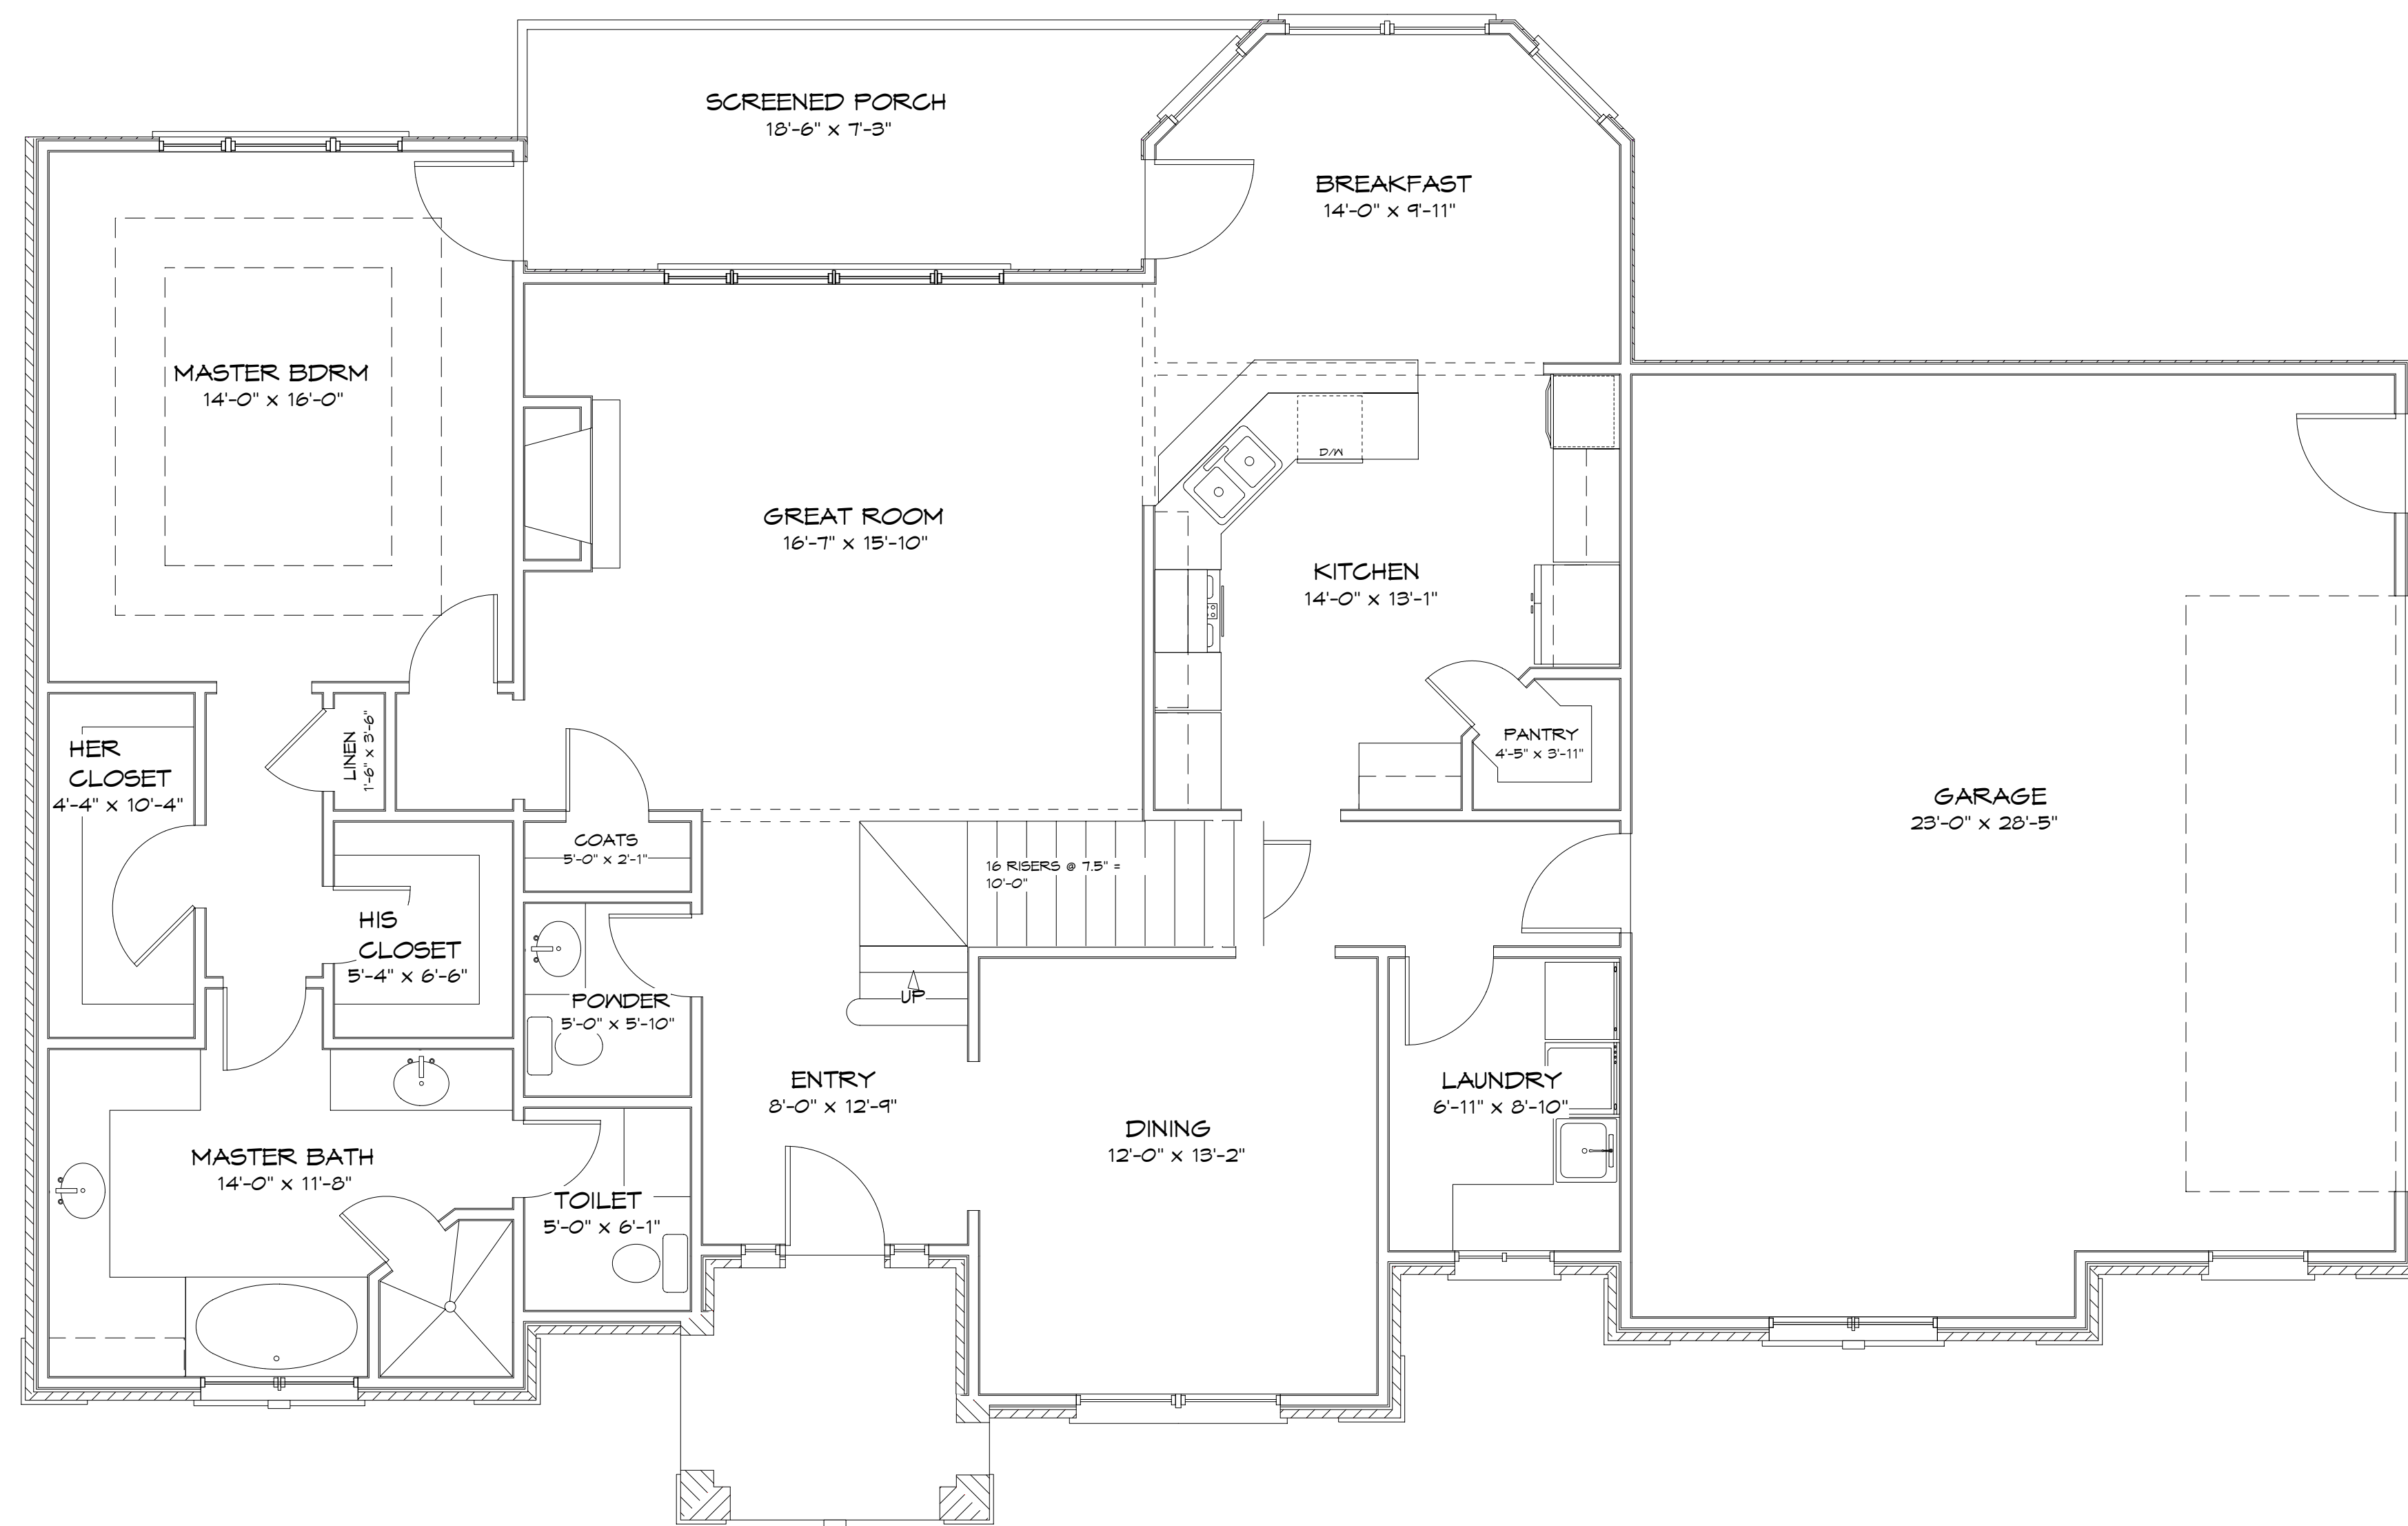 SCREENED PORCH
18'-6" x 7'-3"
BREAKFAST
14'-0" x 9'-11"
MASTER BDRM
14'-0" x 16'-0"
GREAT ROOM
16'-7" x 15'-10"
D/W
KITCHEN
14'-0" x 13'-1"
PANTRY
4'-5" x 3'-11"
GARAGE
23'-0" x 28'-5"
HER
CLOSET
4'-4" x 10'-4"
LINEN
1'-6" x 3'-6"
COATS
5'-0" x 2'-1"
16 RISERS @ 7.5" =
10'-0"
HIS
CLOSET
5'-4" x 6'-6"
POWDER
5'-0" x 5'-10"
UP
ENTRY
8'-0" x 12'-9"
DINING
12'-0" x 13'-2"
LAUNDRY
6'-11" x 8'-10"
MASTER BATH
14'-0" x 11'-8"
TOILET
5'-0" x 6'-1"